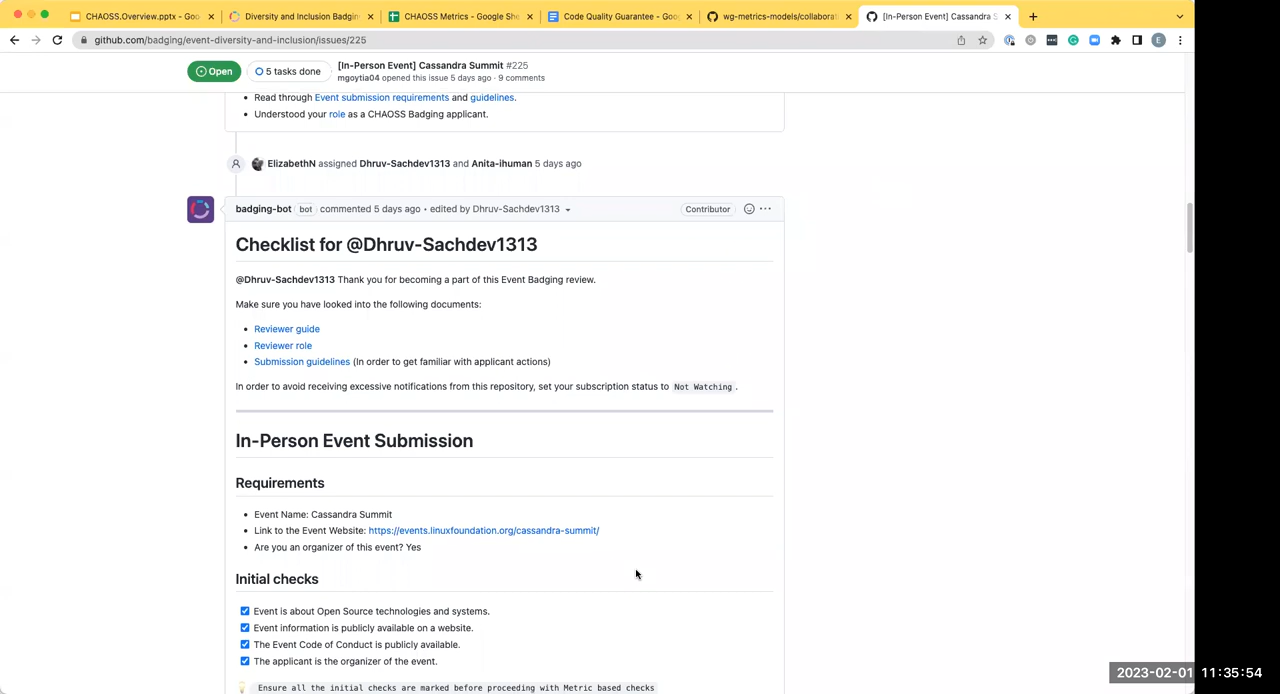 CHAOSS.Overview.pptx - Goo
Diversity and Inclusion Badgin
CHAOSS Metrics - Google She
Code Quality Guarantee - Goo
wg-metrics-models/collaborat
[In-Person Event] Cassandra S
github.com/badging/event-diversity-and-inclusion/issues/225
E
Open
5 tasks done
[In-Person Event] Cassandra Summit #225
mgoytia04 opened this issue 5 days ago · 9 comments
• Read through Event submission requirements and guidelines.
• Understood your role as a CHAOSS Badging applicant.
ElizabethN assigned Dhruv-Sachdev1313 and Anita-ihuman 5 days ago
badging-bot bot commented 5 days ago • edited by Dhruv-Sachdev1313
Contributor
Checklist for @Dhruv-Sachdev1313
@Dhruv-Sachdev1313 Thank you for becoming a part of this Event Badging review.
Make sure you have looked into the following documents:
• Reviewer guide
• Reviewer role
• Submission guidelines (In order to get familiar with applicant actions)
In order to avoid receiving excessive notifications from this repository, set your subscription status to Not Watching.
In-Person Event Submission
Requirements
• Event Name: Cassandra Summit
• Link to the Event Website: https://events.linuxfoundation.org/cassandra-summit/
• Are you an organizer of this event? Yes
Initial checks
Event is about Open Source technologies and systems.
Event information is publicly available on a website.
The Event Code of Conduct is publicly available.
The applicant is the organizer of the event.
Ensure all the initial checks are marked before proceeding with Metric based checks
2023-02-01 11:35:54